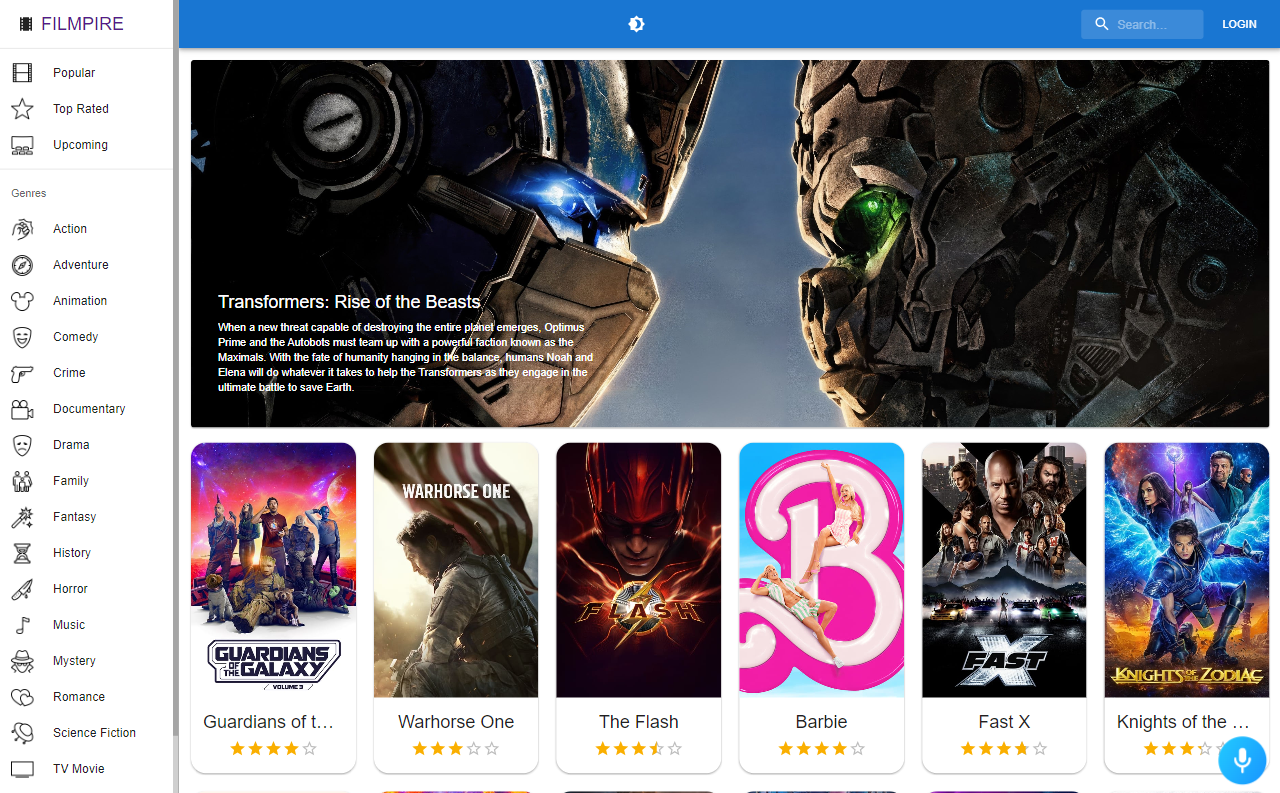 FILMPIRE
Search...
LOGIN
Popular
Top Rated
Upcoming
Genres
Action
Adventure
Animation
Comedy
Crime
Documentary
Drama
Family
Fantasy
History
Horror
Music
Mystery
Romance
Science Fiction
TV Movie
Transformers: Rise of the Beasts
When a new threat capable of destroying the entire planet emerges, Optimus
Prime and the Autobots must team up with a powerful faction known as the
Maximals. With the fate of humanity hanging in the balance, humans Noah and
Elena will do whatever it takes to help the Transformers as they engage in the
ultimate battle to save Earth.
GUARDIANS
OF THE GALAXY
VOLUME 3
Guardians of t...
WARHORSE ONE
Warhorse One
FLASH
The Flash
B
Barbie
FAST X
Fast X
KNIGHTS OF THE ZODIAC
Knights of the ...